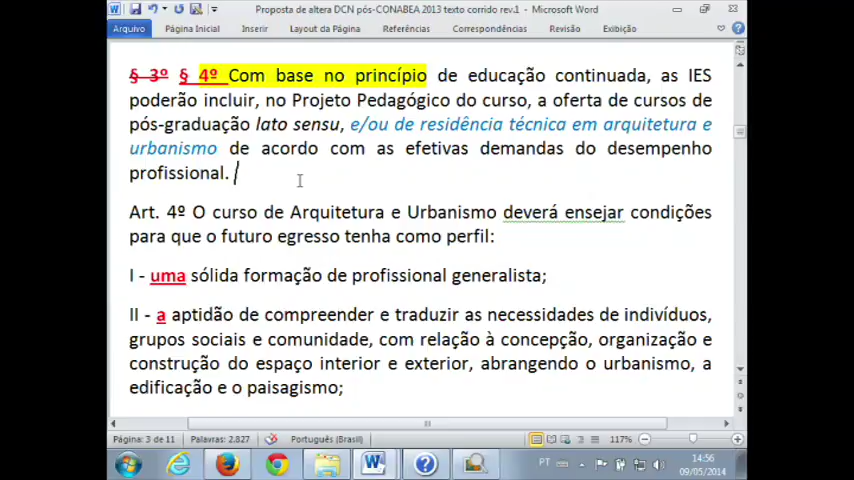 Proposta de altera DCN pós-CONABEA 2013 texto corrido rev.1 - Microsoft Word
Arquivo Página Inicial Inserir Layout da Página Referências Correspondências Revisão Exibição
§ 3º § 4º Com base no princípio de educação continuada, as IES
poderão incluir, no Projeto Pedagógico do curso, a oferta de cursos de
pós-graduação lato sensu, e/ou de residência técnica em arquitetura e
urbanismo de acordo com as efetivas demandas do desempenho
profissional.
Art. 4º O curso de Arquitetura e Urbanismo deverá ensejar condições
para que o futuro egresso tenha como perfil:
I - uma sólida formação de profissional generalista;
II - a aptidão de compreender e traduzir as necessidades de indivíduos,
grupos sociais e comunidade, com relação à concepção, organização e
construção do espaço interior e exterior, abrangendo o urbanismo, a
edificação e o paisagismo;
Página: 3 de 11 Palavras: 2.827 Português (Brasil) 117%
PT 14:56
09/05/2014